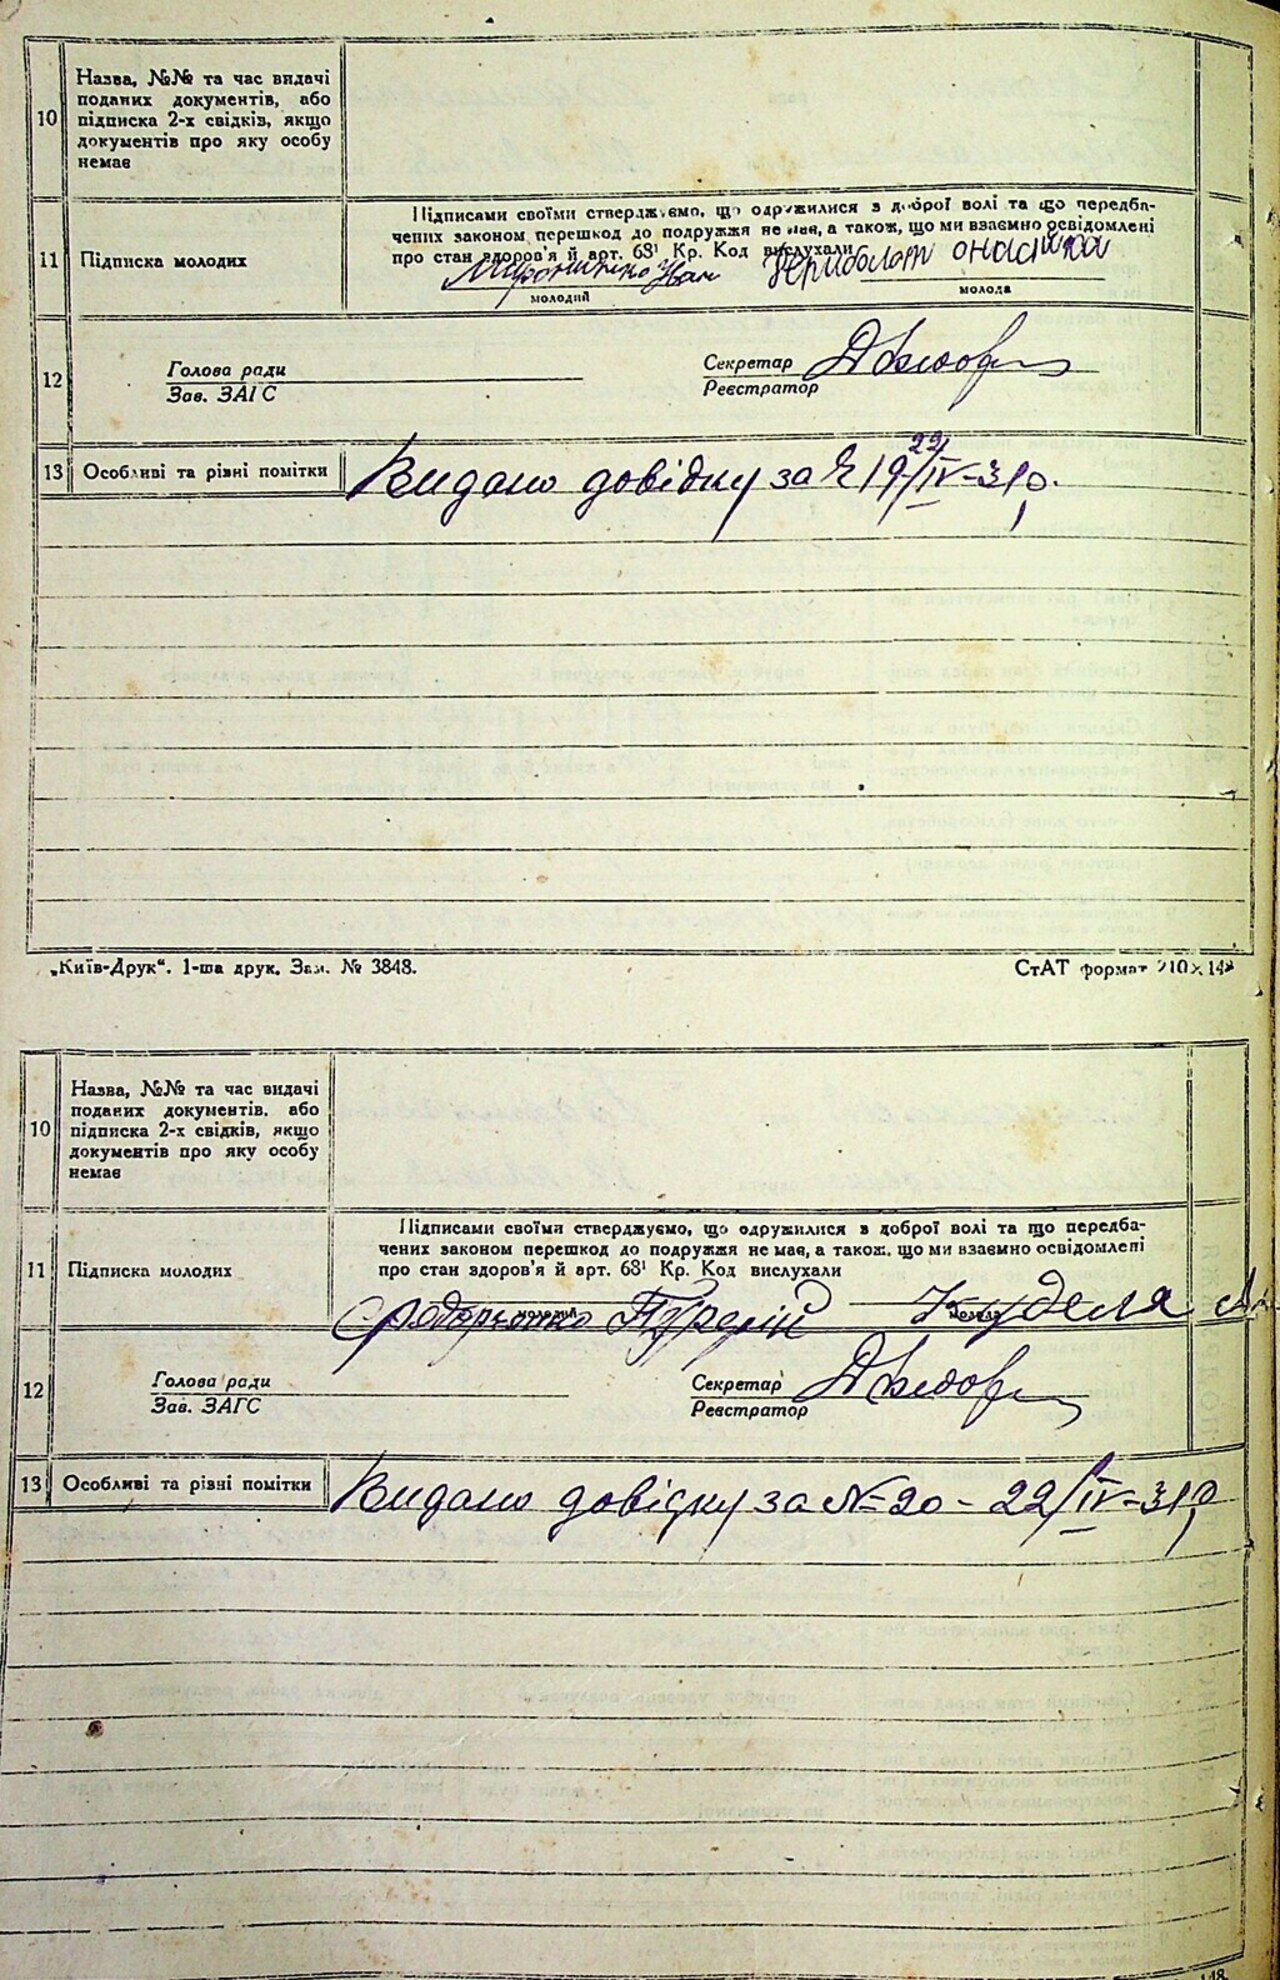 10
Назва, №№ та час видачі
поданих документів, або
підписка 2-х свідків, якщо
документів про яку особу
немає
11
Підписка молодих
Підписами своїми стверджуємо, що одружилися з доброї волі та що передба-
чених законом перешкод до подружжя не має, а також, що ми взаємно освідомлені
про стан здоров'я й арт. 68¹ Кр. Код вислухали
Мироненко Іван
молодий
молода
12
Голова ради
Зав. ЗАГС
Секретар
Реєстратор
13
Особливі та різні помітки
Видано довідку за № 19 22/IV-31 р.
„Київ-Друк". 1-ша друк. Зам. № 3848.
СтАТ формат 210×148
10
Назва, №№ та час видачі
поданих документів, або
підписка 2-х свідків, якщо
документів про яку особу
немає
11
Підписка молодих
Підписами своїми стверджуємо, що одружилися з доброї волі та що передба-
чених законом перешкод до подружжя не має, а також, що ми взаємно освідомлені
про стан здоров'я й арт. 68¹ Кр. Код вислухали
молодий
молода
Куделя
12
Голова ради
Зав. ЗАГС
Секретар
Реєстратор
13
Особливі та різні помітки
Видано довідку за № 20 - 22/IV-31 р